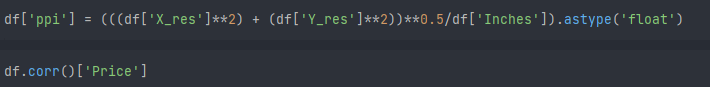 df['ppi'] = (((df['X_res']**2) + (df['Y_res']**2))**0.5/df['Inches']).astype('float')
df.corr()['Price']